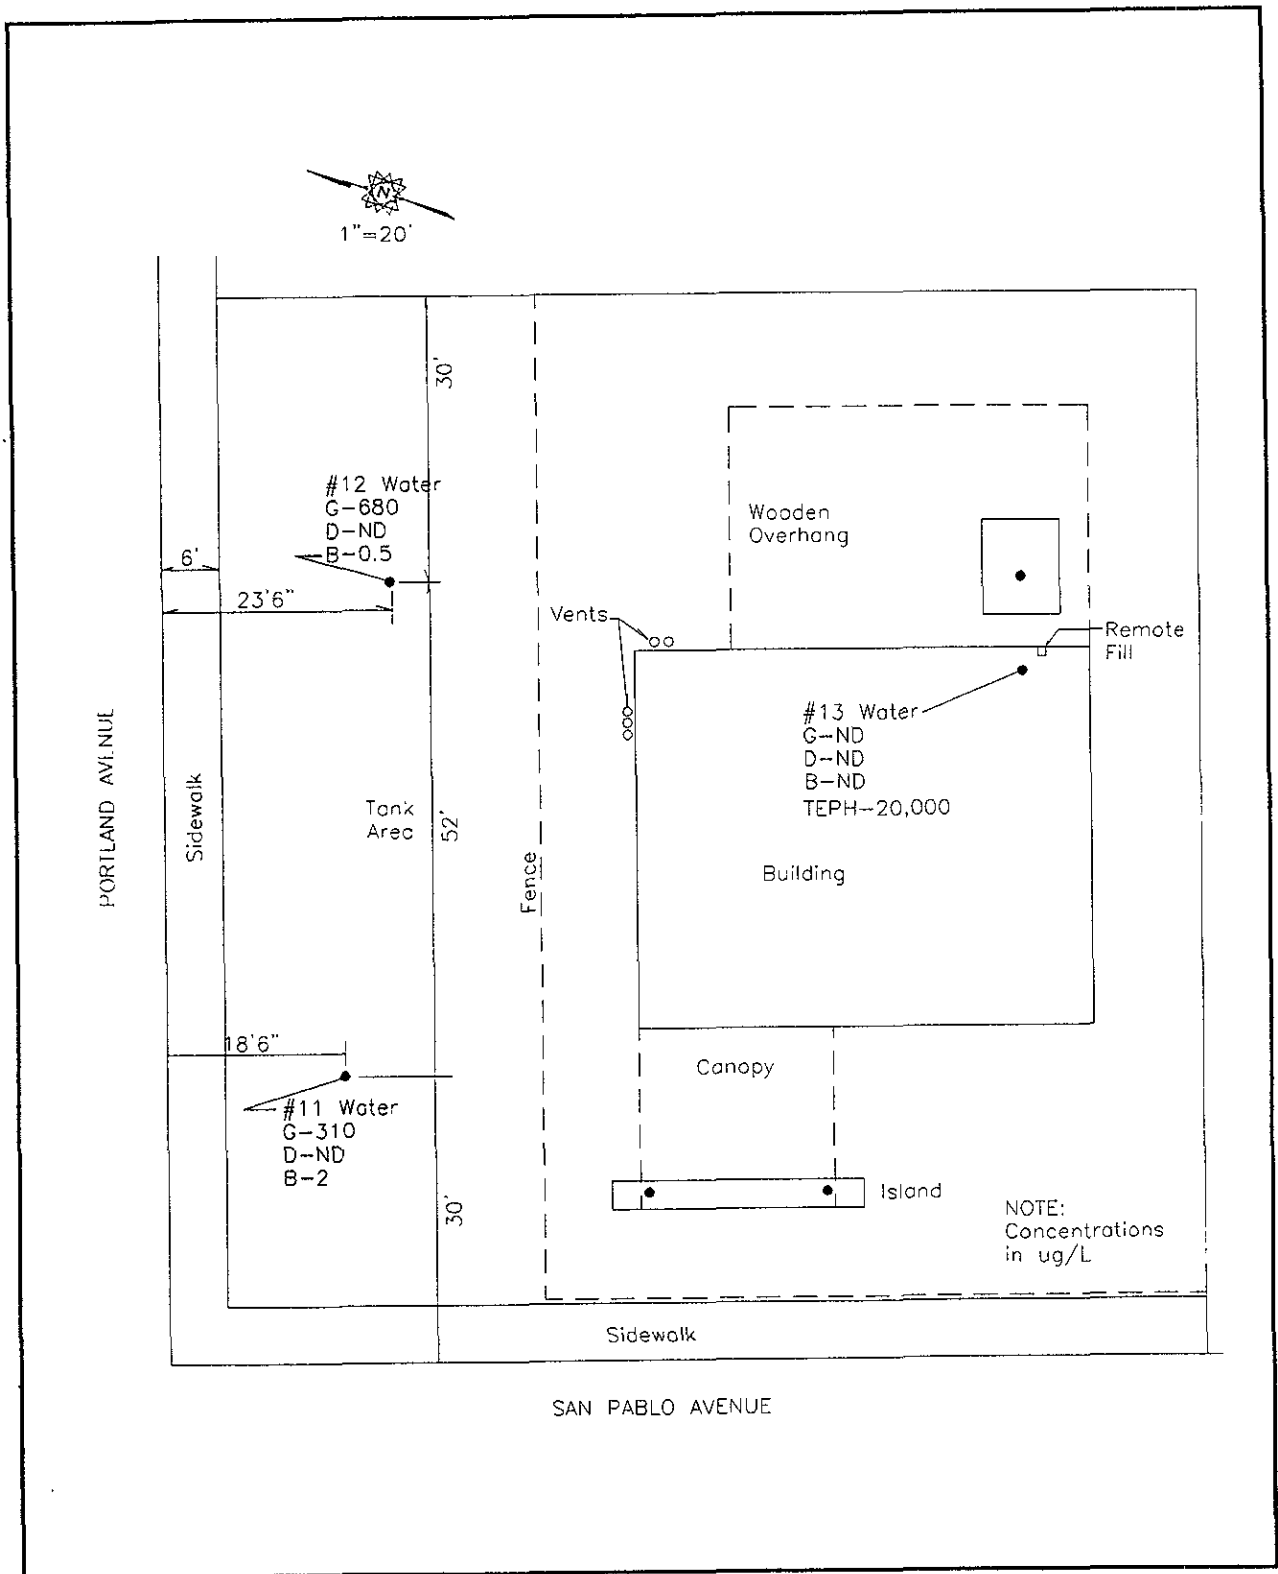 N
1"=20'
30'
#12 Water
G-680
D-ND
B-0.5
6'
23'6"
Wooden
Overhang
Vents
Remote
Fill
#13 Water
G-ND
D-ND
B-ND
TEPH-20,000
PORTLAND AVENUE
Sidewalk
Tank
Area
52'
Fence
Building
18'6"
#11 Water
G-310
D-ND
B-2
Canopy
30'
Island
NOTE:
Concentrations
in ug/L
Sidewalk
SAN PABLO AVENUE